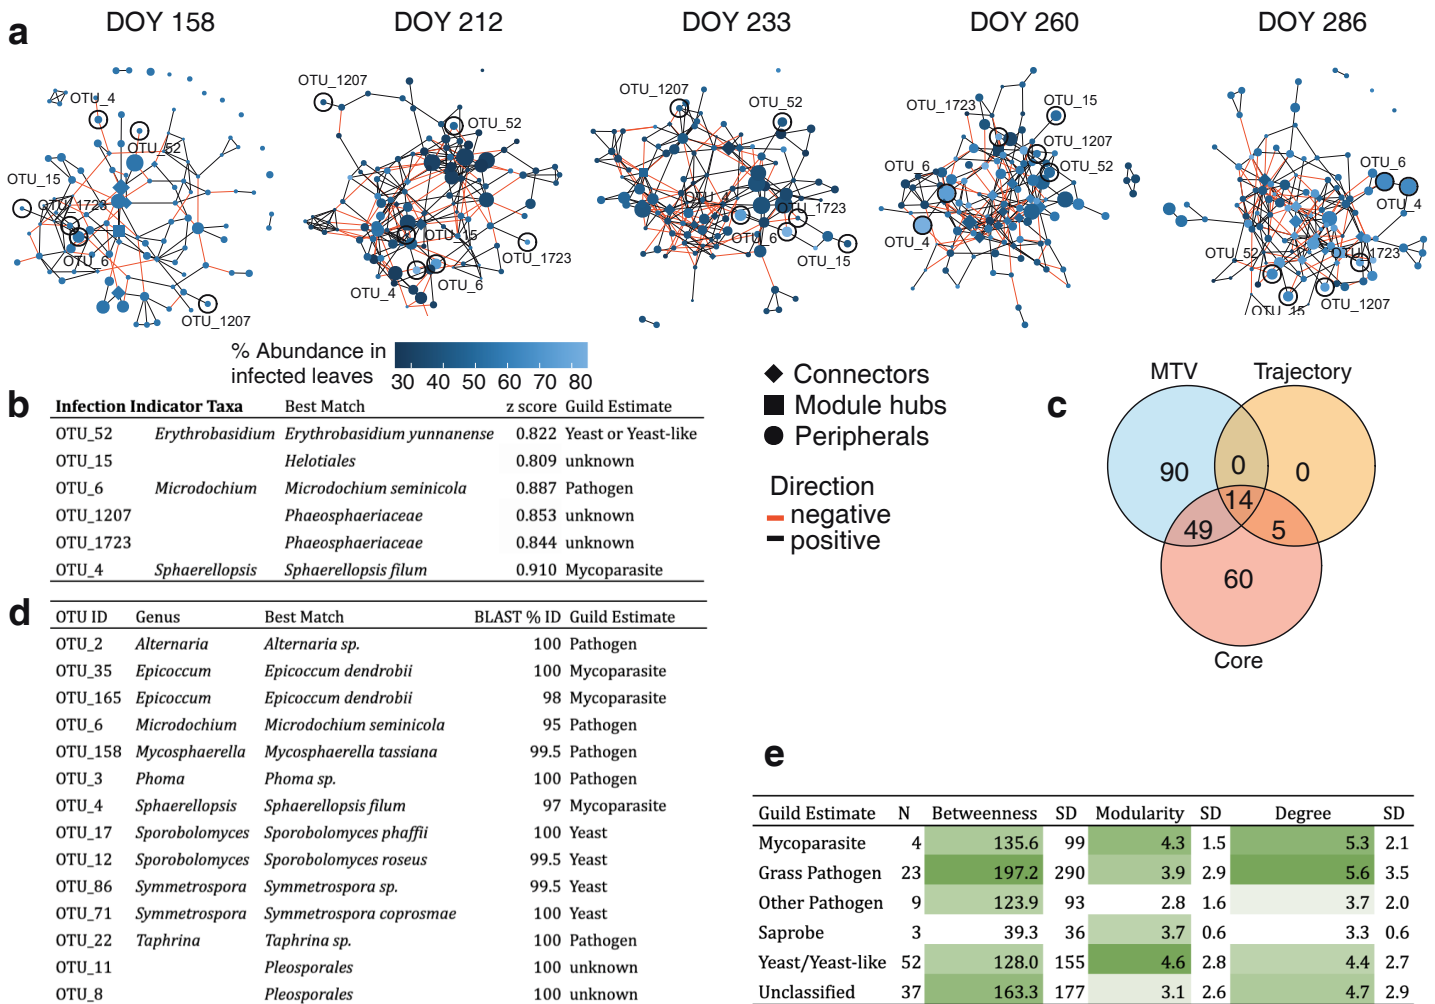 a
DOY 158
DOY 212
DOY 233
DOY 260
DOY 286
OTU_4
OTU_52
OTU_15
OTU_1723
OTU_6
OTU_1207
OTU_1207
OTU_52
OTU_15
OTU_1723
OTU_4
OTU_6
OTU_1207
OTU_52
OTU_4
OTU_1723
OTU_6
OTU_15
OTU_1723
OTU_15
OTU_1207
OTU_6
OTU_52
OTU_4
OTU_6
OTU_4
OTU_52
OTU_1723
OTU_15
OTU_1207
% Abundance in
infected leaves
30 40 50 60 70 80
Connectors
Module hubs
Peripherals
Direction
negative
positive
b
Infection Indicator Taxa Best Match z score Guild Estimate
OTU_52 Erythrobasidium Erythrobasidium yunnanense 0.822 Yeast or Yeast-like
OTU_15 Helotiales 0.809 unknown
OTU_6 Microdochium Microdochium seminicola 0.887 Pathogen
OTU_1207 Phaeosphaeriaceae 0.853 unknown
OTU_1723 Phaeosphaeriaceae 0.844 unknown
OTU_4 Sphaerellopsis Sphaerellopsis filum 0.910 Mycoparasite
c
MTV Trajectory
90 0 0
14
49 5
60
Core
d
OTU ID Genus Best Match BLAST % ID Guild Estimate
OTU_2 Alternaria Alternaria sp. 100 Pathogen
OTU_35 Epicoccum Epicoccum dendrobii 100 Mycoparasite
OTU_165 Epicoccum Epicoccum dendrobii 98 Mycoparasite
OTU_6 Microdochium Microdochium seminicola 95 Pathogen
OTU_158 Mycosphaerella Mycosphaerella tassiana 99.5 Pathogen
OTU_3 Phoma Phoma sp. 100 Pathogen
OTU_4 Sphaerellopsis Sphaerellopsis filum 97 Mycoparasite
OTU_17 Sporobolomyces Sporobolomyces phaffii 100 Yeast
OTU_12 Sporobolomyces Sporobolomyces roseus 99.5 Yeast
OTU_86 Symmetrospora Symmetrospora sp. 99.5 Yeast
OTU_71 Symmetrospora Symmetrospora coprosmae 100 Yeast
OTU_22 Taphrina Taphrina sp. 100 Pathogen
OTU_11 Pleosporales 100 unknown
OTU_8 Pleosporales 100 unknown
e
Guild Estimate N Betweenness SD Modularity SD Degree SD
Mycoparasite 4 135.6 99 4.3 1.5 5.3 2.1
Grass Pathogen 23 197.2 290 3.9 2.9 5.6 3.5
Other Pathogen 9 123.9 93 2.8 1.6 3.7 2.0
Saprobe 3 39.3 36 3.7 0.6 3.3 0.6
Yeast/Yeast-like 52 128.0 155 4.6 2.8 4.4 2.7
Unclassified 37 163.3 177 3.1 2.6 4.7 2.9